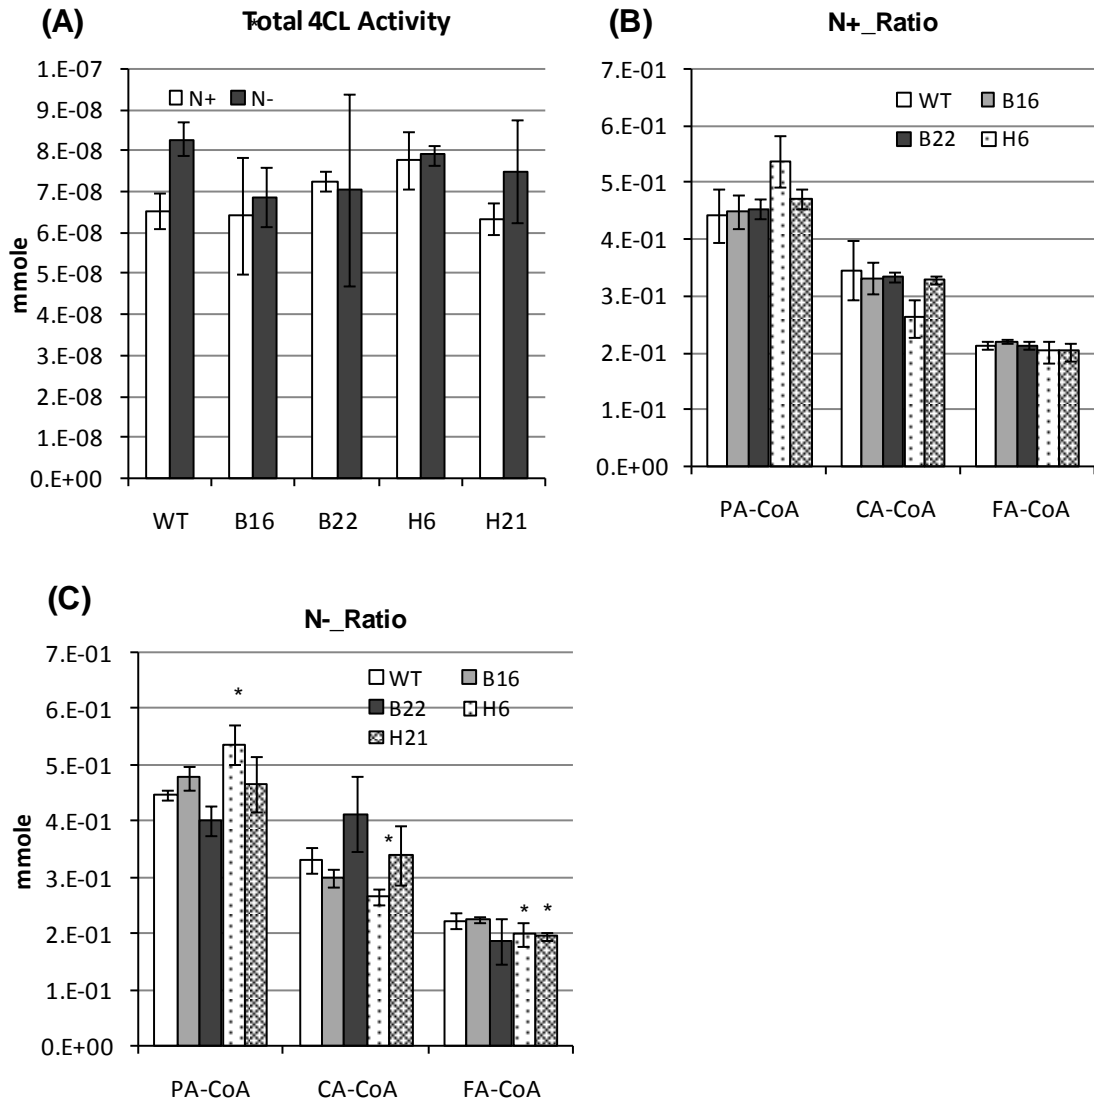 (A)
Total 4CL Activity
*
1.E-07
9.E-08
8.E-08
7.E-08
6.E-08
5.E-08
4.E-08
3.E-08
2.E-08
1.E-08
0.E+00
mmole
N+ N-
WT B16 B22 H6 H21
(B)
N+_Ratio
7.E-01
6.E-01
5.E-01
4.E-01
3.E-01
2.E-01
1.E-01
0.E+00
WT B16
B22 H6
PA-CoA CA-CoA FA-CoA
(C)
N-_Ratio
7.E-01
6.E-01
5.E-01
4.E-01
3.E-01
2.E-01
1.E-01
0.E+00
mmole
WT B16
B22 H6
H21
*
*
* *
PA-CoA CA-CoA FA-CoA